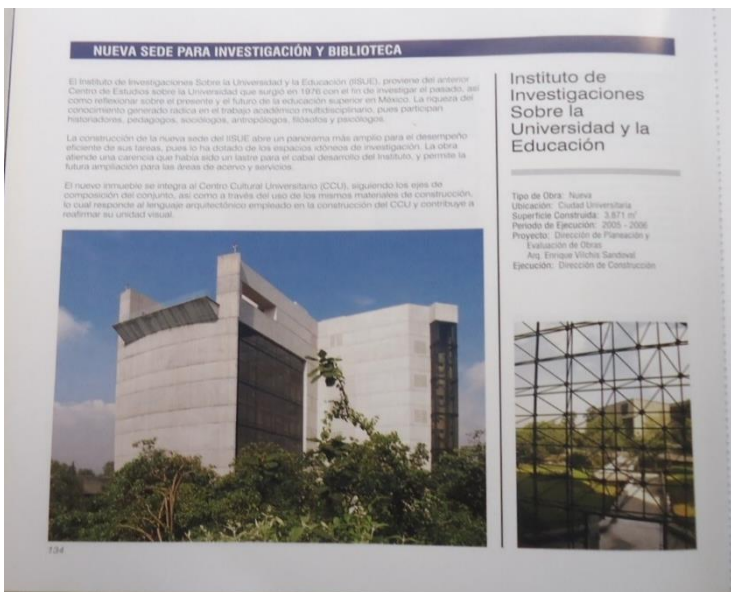 NUEVA SEDE PARA INVESTIGACIÓN Y BIBLIOTECA
El Instituto de Investigaciones Sobre la Universidad y la Educación (IISUE), proviene del anterior
Centro de Estudios sobre la Universidad que surgió en 1976 con el fin de investigar el pasado, así
como reflexionar sobre el presente y el futuro de la educación superior en México. La riqueza del
conocimiento generado radica en el trabajo académico multidisciplinario, pues participan
historiadores, pedagogos, sociólogos, antropólogos, filósofos y psicólogos.
La construcción de la nueva sede del IISUE abre un panorama más amplio para el desempeño
eficiente de sus tareas, pues lo ha dotado de los espacios idóneos de investigación. La obra
atiende una carencia que había sido un lastre para el cabal desarrollo del Instituto, y permite la
futura ampliación para las áreas de acervo y servicios.
El nuevo inmueble se integra al Centro Cultural Universitario (CCU), siguiendo los ejes de
composición del conjunto, así como a través del uso de los mismos materiales de construcción,
lo cual responde al lenguaje arquitectónico empleado en la construcción del CCU y contribuye a
reafirmar su unidad visual.
134
Instituto de
Investigaciones
Sobre la
Universidad y la
Educación
Tipo de Obra: Nueva
Ubicación: Ciudad Universitaria
Superficie Construida: 3,871 m²
Periodo de Ejecución: 2005 - 2006
Proyecto: Dirección de Planeación y
Evaluación de Obras
Arq. Enrique Vilchis Sandoval
Ejecución: Dirección de Construcción